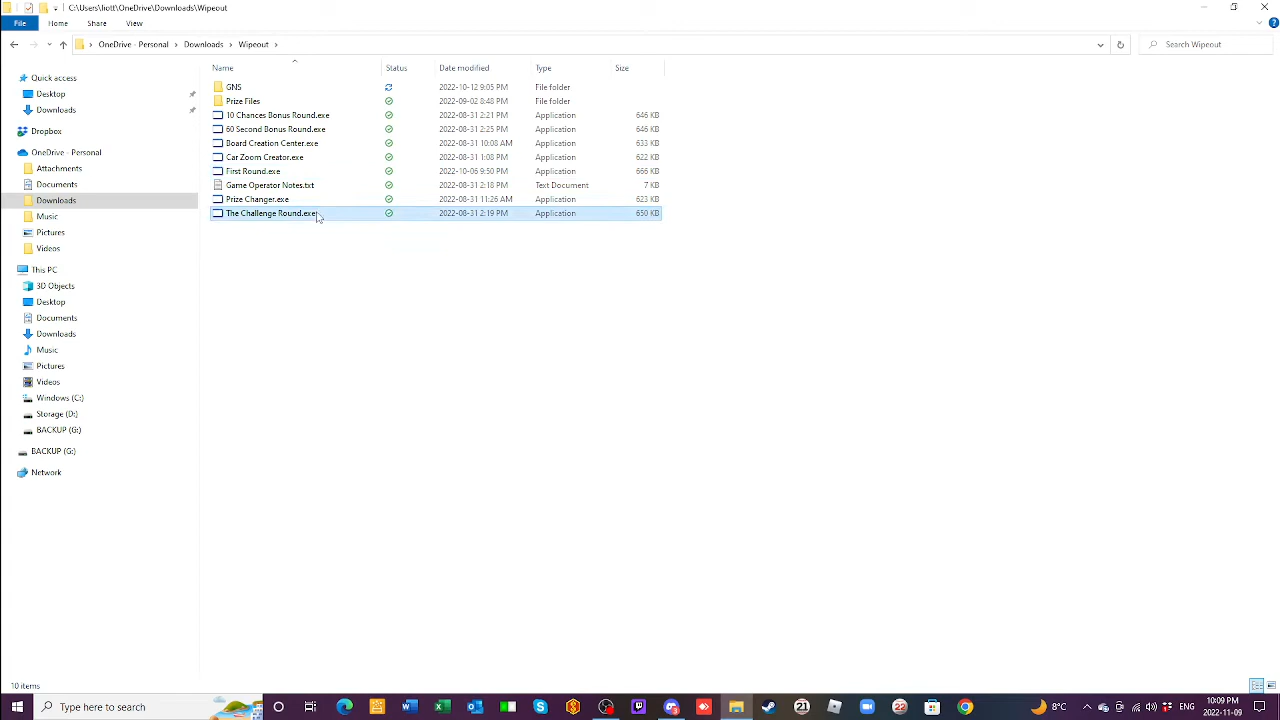 C:\Users\liott\OneDrive\Downloads\Wipeout
File Home Share View
OneDrive - Personal > Downloads > Wipeout >
Search Wipeout
Name Status Date modified Type Size
GNS 2022-10-12 9:05 PM File folder
Prize Files 2022-09-02 8:48 PM File folder
10 Chances Bonus Round.exe 2022-08-31 2:21 PM Application 646 KB
60 Second Bonus Round.exe 2022-08-31 2:25 PM Application 646 KB
Board Creation Center.exe 2022-08-31 10:08 AM Application 633 KB
Car Zoom Creator.exe 2022-08-31 1:08 PM Application 622 KB
First Round.exe 2022-10-06 9:50 PM Application 666 KB
Game Operator Notes.txt 2022-08-31 2:18 PM Text Document 7 KB
Prize Changer.exe 2022-08-31 11:26 AM Application 623 KB
The Challenge Round.exe 2022-08-31 2:19 PM Application 650 KB
Quick access
Desktop
Downloads
Dropbox
OneDrive - Personal
Attachments
Documents
Downloads
Music
Pictures
Videos
This PC
3D Objects
Desktop
Documents
Downloads
Music
Pictures
Videos
Windows (C:)
Storage (D:)
BACKUP (G:)
BACKUP (G:)
Network
10 items
Type here to search
21
22
8°C
10:09 PM
2022-11-09